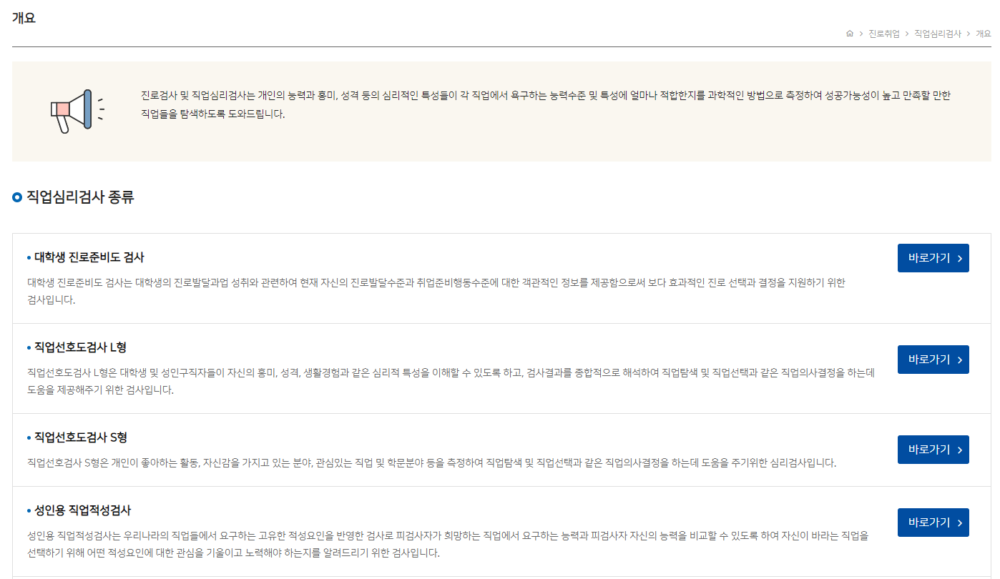 개요
진로취업 > 직업심리검사 > 개요
진로검사 및 직업심리검사는 개인의 능력과 흥미, 성격 등의 심리적인 특성들이 각 직업에서 욕구하는 능력수준 및 특성에 얼마나 적합한지를 과학적인 방법으로 측정하여 성공가능성이 높고 만족할 만한
직업들을 탐색하도록 도와드립니다.
직업심리검사 종류
대학생 진로준비도 검사
바로가기 >
대학생 진로준비도 검사는 대학생의 진로발달과업 성취와 관련하여 현재 자신의 진로발달수준과 취업준비행동수준에 대한 객관적인 정보를 제공함으로써 보다 효과적인 진로 선택과 결정을 지원하기 위한
검사입니다.
직업선호도검사 L형
바로가기 >
직업선호도검사 L형은 대학생 및 성인구직자들이 자신의 흥미, 성격, 생활경험과 같은 심리적 특성을 이해할 수 있도록 하고, 검사결과를 종합적으로 해석하여 직업탐색 및 직업선택과 같은 직업의사결정을 하는데
도움을 제공해주기 위한 검사입니다.
직업선호도검사 S형
바로가기 >
직업선호검사 S형은 개인이 좋아하는 활동, 자신감을 가지고 있는 분야, 관심있는 직업 및 학문분야 등을 측정하여 직업탐색 및 직업선택과 같은 직업의사결정을 하는데 도움을 주기위한 심리검사입니다.
성인용 직업적성검사
바로가기 >
성인용 직업적성검사는 우리나라의 직업들에서 요구하는 고유한 적성요인을 반영한 검사로 피검사자가 희망하는 직업에서 요구하는 능력과 피검사자 자신의 능력을 비교할 수 있도록 하여 자신이 바라는 직업을
선택하기 위해 어떤 적성요인에 대한 관심을 기울이고 노력해야 하는지를 알려드리기 위한 검사입니다.